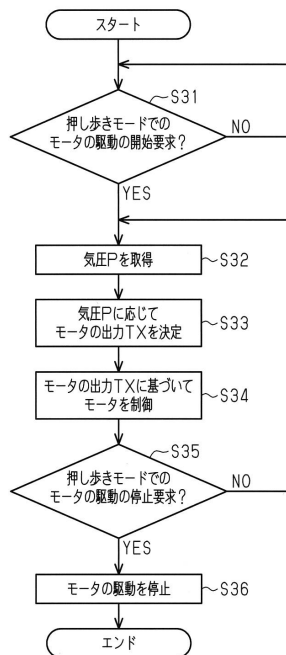 スタート
S31
押し歩きモードでの
モータの駆動の開始要求？
NO
YES
気圧Pを取得
S32
気圧Pに応じて
モータの出力TXを決定
S33
モータの出力TXに基づいて
モータを制御
S34
S35
押し歩きモードでの
モータの駆動の停止要求？
NO
YES
モータの駆動を停止
S36
エンド